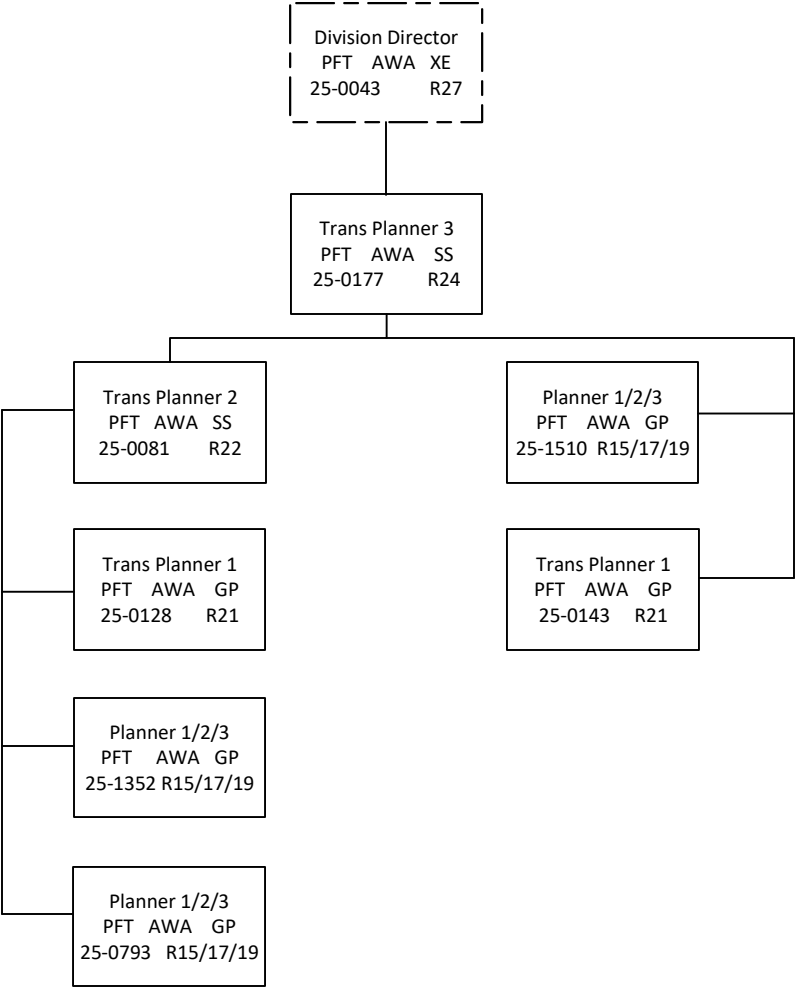 Division Director
PFT AWA XE
25-0043 R27
Trans Planner 3
PFT AWA SS
25-0177 R24
Trans Planner 2
PFT AWA SS
25-0081 R22
Planner 1/2/3
PFT AWA GP
25-1510 R15/17/19
Trans Planner 1
PFT AWA GP
25-0128 R21
Trans Planner 1
PFT AWA GP
25-0143 R21
Planner 1/2/3
PFT AWA GP
25-1352 R15/17/19
Planner 1/2/3
PFT AWA GP
25-0793 R15/17/19